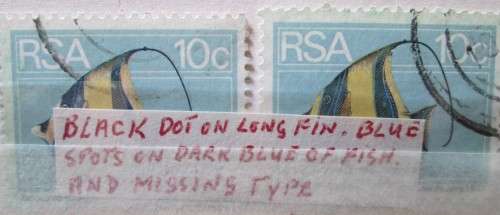 RSA 10c RSA 10c
BLACK DOT ON LONG FIN. BLUE
SPOTS ON DARK BLUE OF FISH.
AND MISSING TYPE